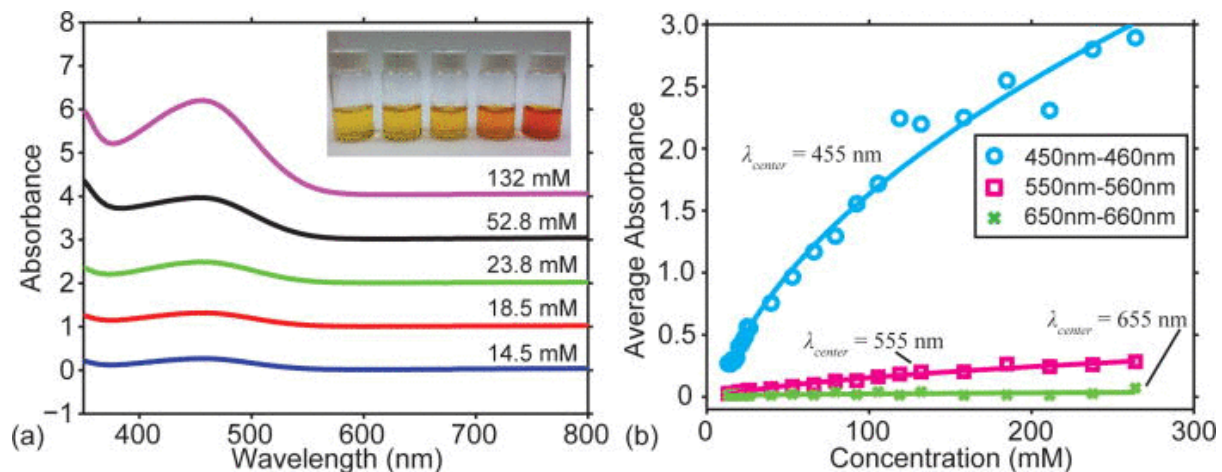 8
7
6
5
4
3
2
1
0
−1
Absorbance
132 mM
52.8 mM
23.8 mM
18.5 mM
14.5 mM
400 500 600 700 800
(a) Wavelength (nm)
3.0
2.5
2.0
1.5
1.0
0.5
0
Average Absorbance
λcenter = 455 nm
450nm-460nm
550nm-560nm
650nm-660nm
λcenter = 655 nm
λcenter = 555 nm
0 100 200 300
(b) Concentration (mM)